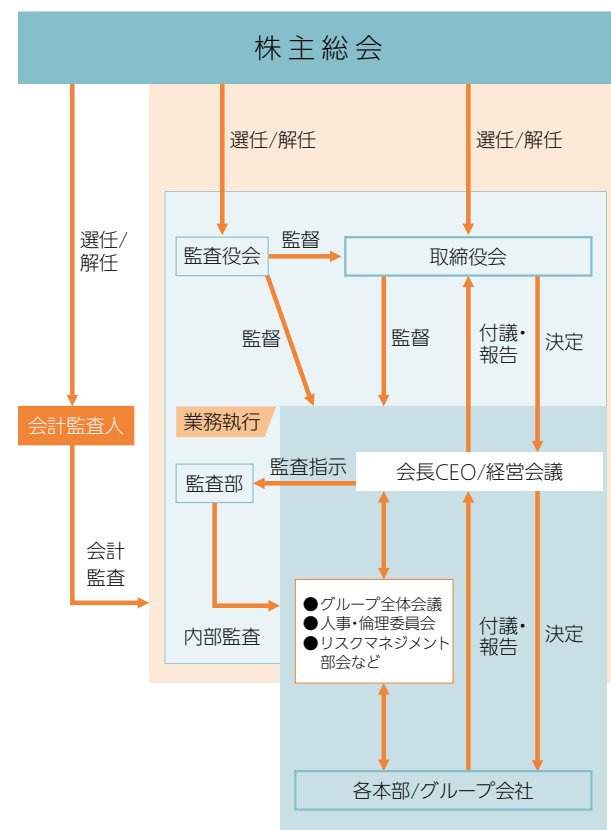 株主総会
選任/解任
選任/解任
選任/
解任
監査役会
監督
取締役会
監督
監督
付議・
報告
決定
会計監査人
業務執行
監査指示
会長CEO/経営会議
監査部
会計
監査
●グループ全体会議
●人事・倫理委員会
●リスクマネジメント
部会など
内部監査
付議・
報告
決定
各本部/グループ会社